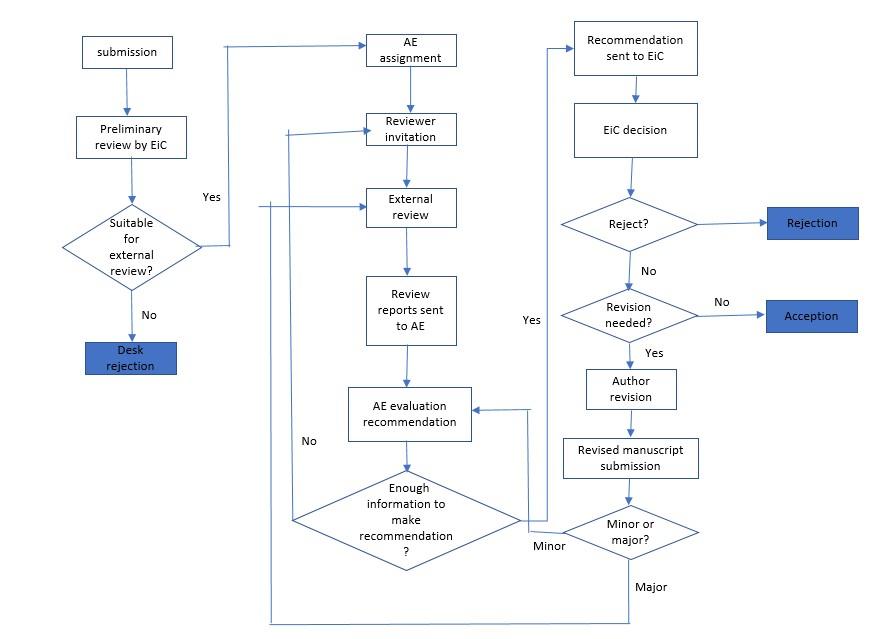 submission
Preliminary
review by EiC
Suitable
for
external
review?
Yes
No
Desk
rejection
AE
assignment
Reviewer
invitation
External
review
Review
reports sent
to AE
AE evaluation
recommendation
Enough
information to
make
recommendation
?
No
Yes
Recommendation
sent to EiC
EiC decision
Reject?
Rejection
No
Revision
needed?
No
Acception
Yes
Author
revision
Revised manuscript
submission
Minor or
major?
Minor
Major